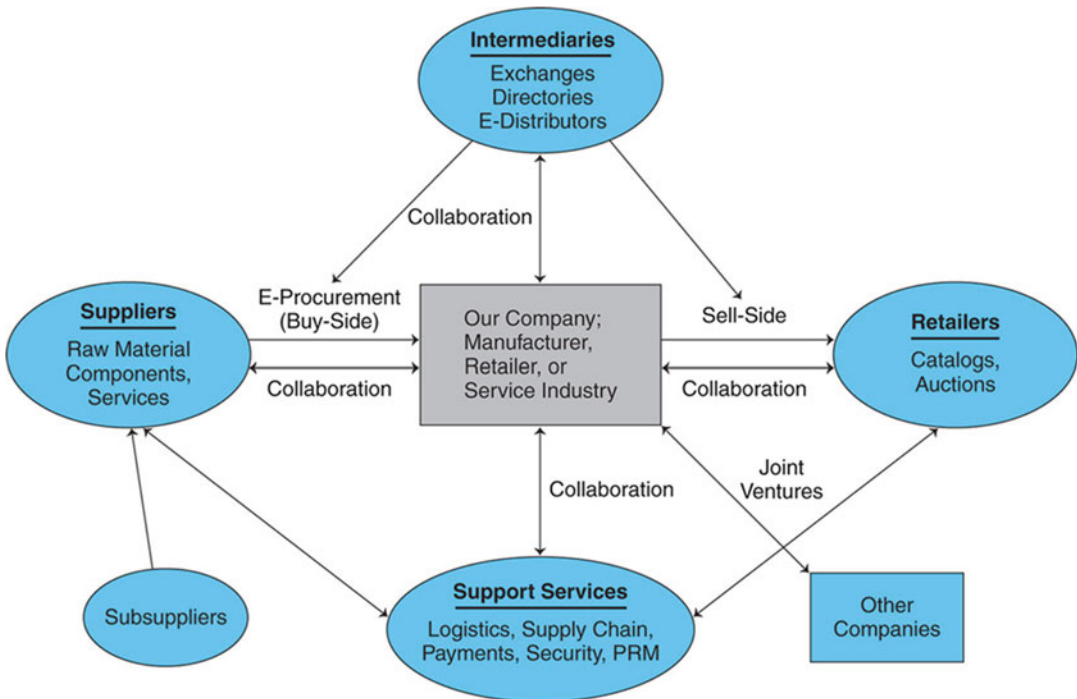 Intermediaries
Exchanges
Directories
E-Distributors
Collaboration
E-Procurement
(Buy-Side)
Sell-Side
Suppliers
Raw Material
Components,
Services
Our Company;
Manufacturer,
Retailer, or
Service Industry
Retailers
Catalogs,
Auctions
Collaboration
Collaboration
Collaboration
Joint
Ventures
Subsuppliers
Support Services
Logistics, Supply Chain,
Payments, Security, PRM
Other
Companies